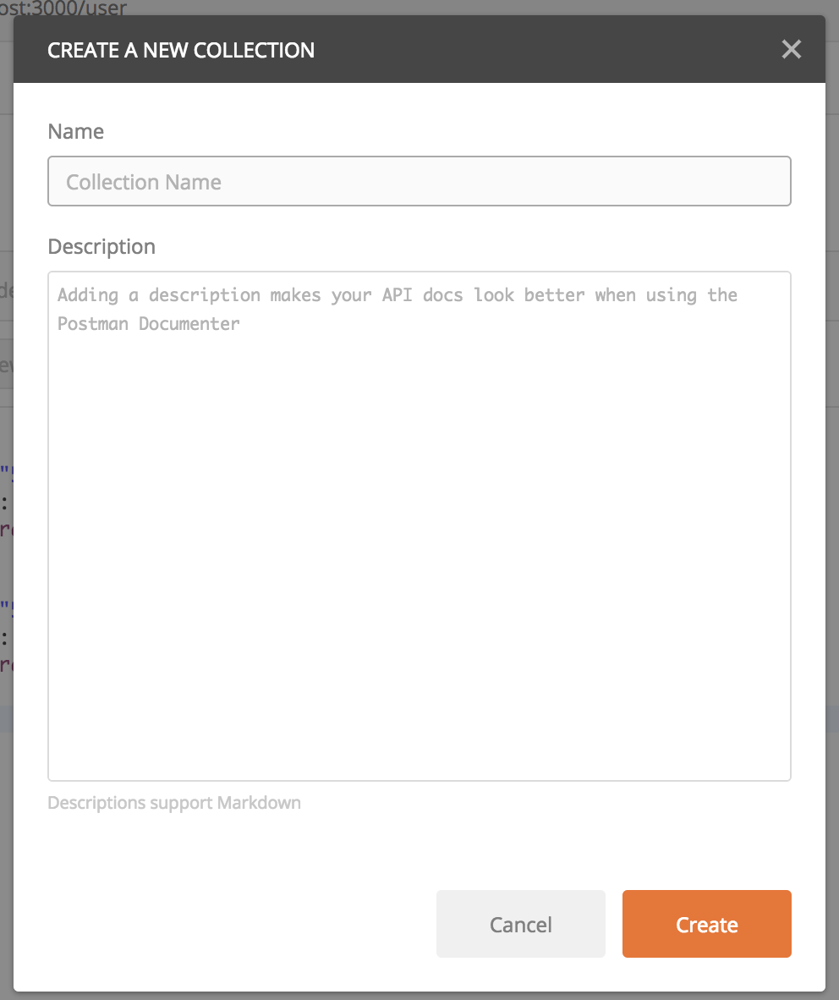 ost:3000/user
CREATE A NEW COLLECTION
Name
Collection Name
Description
Adding a description makes your API docs look better when using the
Postman Documenter
Descriptions support Markdown
Cancel
Create